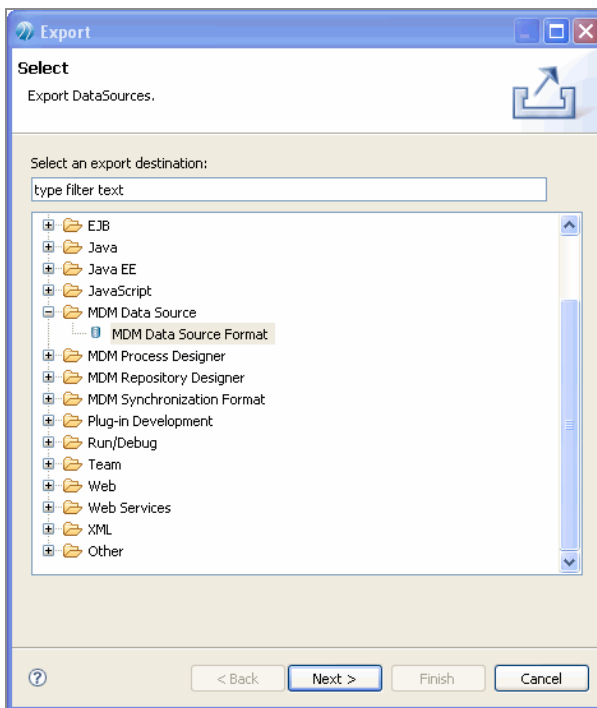 Export
Select
Export DataSources.
Select an export destination:
type filter text
EJB
Java
Java EE
JavaScript
MDM Data Source
MDM Data Source Format
MDM Process Designer
MDM Repository Designer
MDM Synchronization Format
Plug-in Development
Run/Debug
Team
Web
Web Services
XML
Other
? < Back Next > Finish Cancel